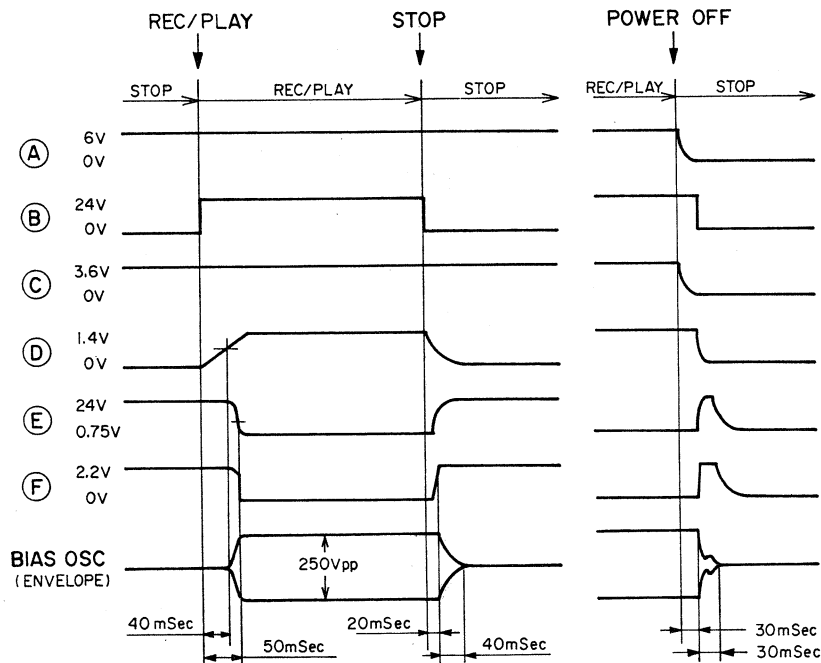 REC/PLAY STOP POWER OFF
STOP REC/PLAY STOP REC/PLAY STOP
A 6V
0V
B 24V
0V
C 3.6V
0V
D 1.4V
0V
E 24V
0.75V
F 2.2V
0V
BIAS OSC
(ENVELOPE)
250Vpp
40mSec 20mSec 30mSec
50mSec 40mSec 30mSec